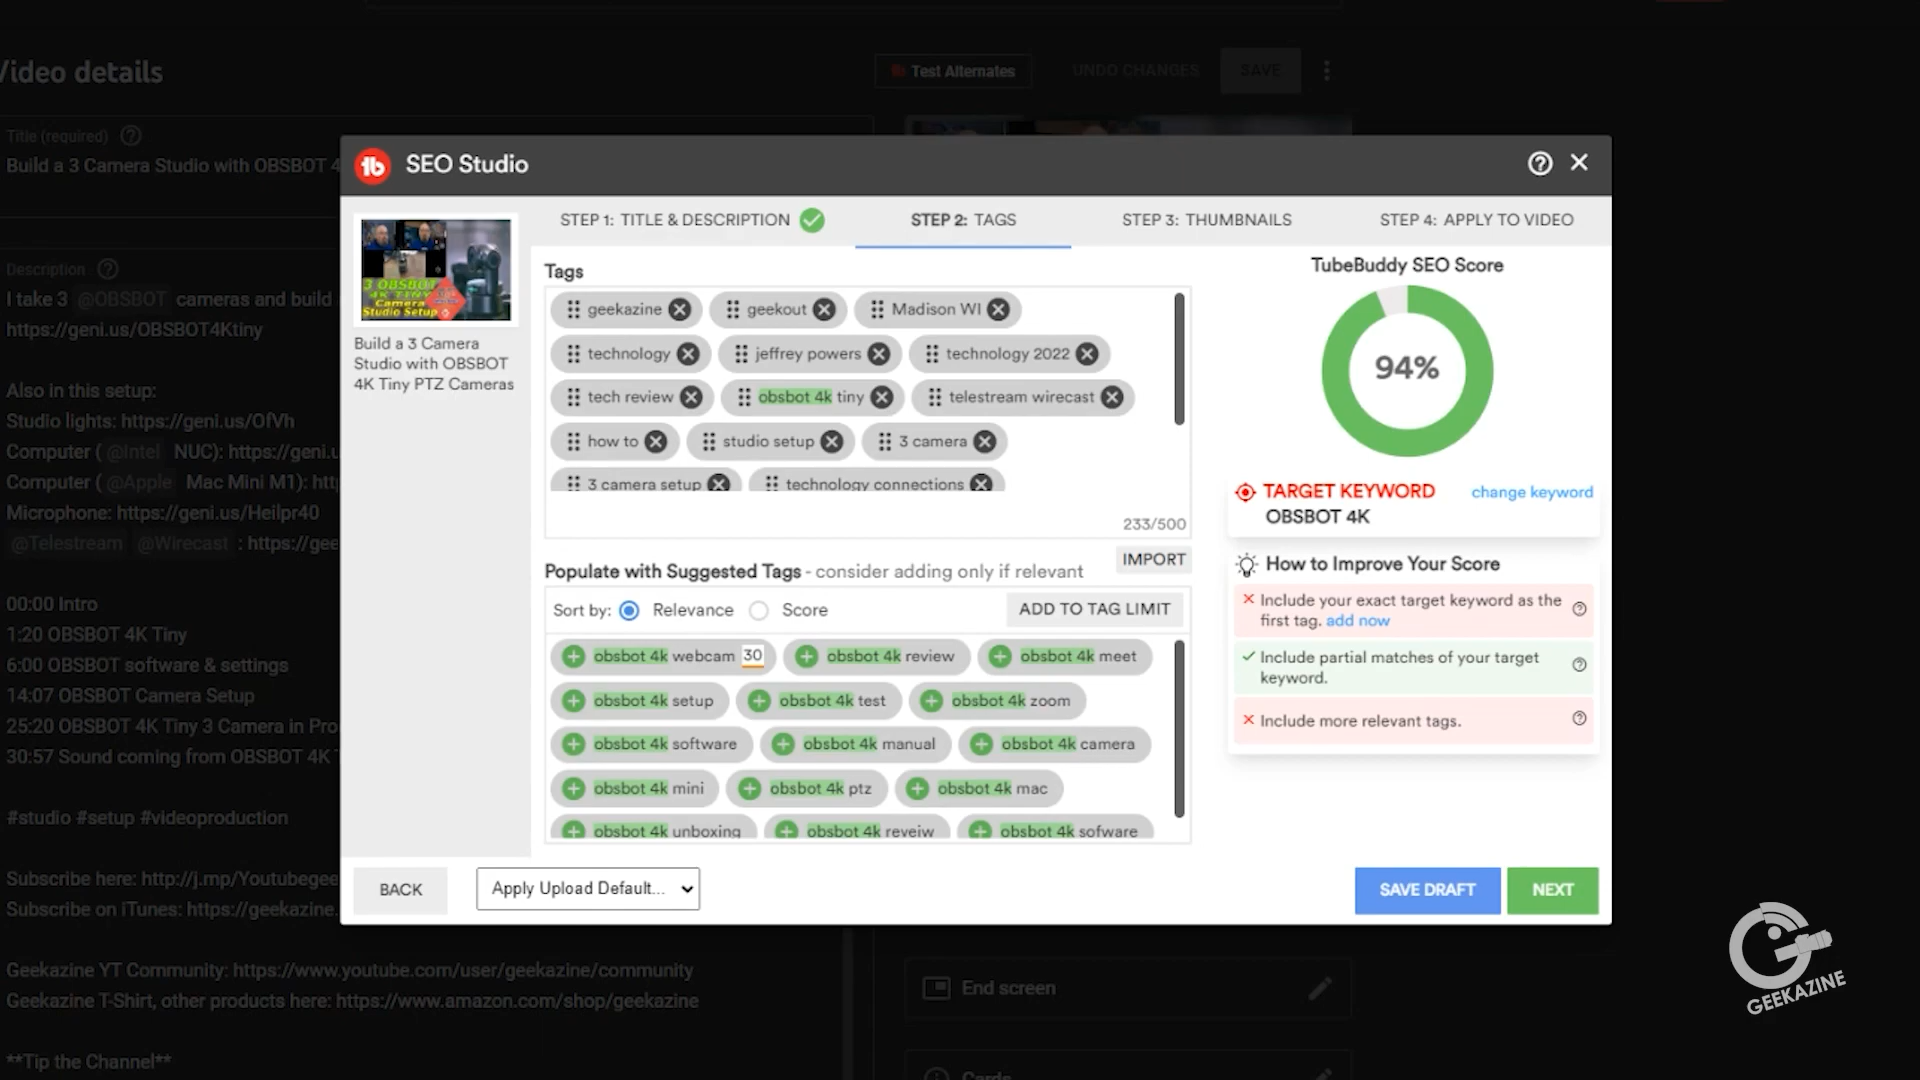 Video details
Test Alternates
UNDO CHANGES
SAVE
Title (required)
Build a 3 Camera Studio with OBSBOT 4
Description
I take 3 @OBSBOT cameras and build
https://geni.us/OBSBOT4Ktiny
Also in this setup:
Studio lights: https://geni.us/OfVh
Computer ( @Intel NUC): https://geni.u
Computer ( @Apple Mac Mini M1): htt
Microphone: https://geni.us/Heilpr40
@Telestream @Wirecast : https://gee
00:00 Intro
1:20 OBSBOT 4K Tiny
6:00 OBSBOT software & settings
14:07 OBSBOT Camera Setup
25:20 OBSBOT 4K Tiny 3 Camera in Pro
30:57 Sound coming from OBSBOT 4K T
#studio #setup #videoproduction
Subscribe here: http://j.mp/Youtubegee
Subscribe on iTunes: https://geekazine.
Geekazine YT Community: https://www.youtube.com/user/geekazine/community
Geekazine T-Shirt, other products here: https://www.amazon.com/shop/geekazine
**Tip the Channel**
SEO Studio
3 OBSBOT
4K TINY
Camera
Studio Setup
Build a 3 Camera
Studio with OBSBOT
4K Tiny PTZ Cameras
STEP 1: TITLE & DESCRIPTION
STEP 2: TAGS
STEP 3: THUMBNAILS
STEP 4: APPLY TO VIDEO
Tags
geekazine
geekout
Madison WI
technology
jeffrey powers
technology 2022
tech review
obsbot 4k tiny
telestream wirecast
how to
studio setup
3 camera
3 camera setup
technology connections
233/500
IMPORT
Populate with Suggested Tags - consider adding only if relevant
Sort by: Relevance Score
ADD TO TAG LIMIT
obsbot 4k webcam 30
obsbot 4k review
obsbot 4k meet
obsbot 4k setup
obsbot 4k test
obsbot 4k zoom
obsbot 4k software
obsbot 4k manual
obsbot 4k camera
obsbot 4k mini
obsbot 4k ptz
obsbot 4k mac
obsbot 4k unboxing
obsbot 4k reveiw
obsbot 4k sofware
TubeBuddy SEO Score
94%
TARGET KEYWORD
change keyword
OBSBOT 4K
How to Improve Your Score
Include your exact target keyword as the
first tag. add now
Include partial matches of your target
keyword.
Include more relevant tags.
BACK
Apply Upload Default...
SAVE DRAFT
NEXT
End screen
Cards
GEEKAZINE